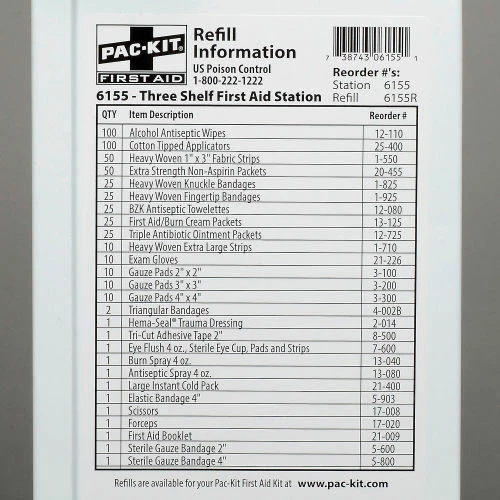 PAC-KIT®
FIRST AID
Refill
Information
US Poison Control
1-800-222-1222
7 38743 06155 1
Reorder #'s:
Station 6155
Refill 6155R
6155 - Three Shelf First Aid Station
QTY Item Description Reorder #
100 Alcohol Antiseptic Wipes 12-110
100 Cotton Tipped Applicators 25-400
50 Heavy Woven 1" x 3" Fabric Strips 1-550
50 Extra Strength Non-Aspirin Packets 20-455
25 Heavy Woven Knuckle Bandages 1-825
25 Heavy Woven Fingertip Bandages 1-925
25 BZK Antiseptic Towelettes 12-080
25 First Aid/Burn Cream Packets 13-125
25 Triple Antibiotic Ointment Packets 12-725
10 Heavy Woven Extra Large Strips 1-710
10 Exam Gloves 21-226
10 Gauze Pads 2" x 2" 3-100
10 Gauze Pads 3" x 3" 3-200
10 Gauze Pads 4" x 4" 3-300
2 Triangular Bandages 4-002B
1 Hema-Seal® Trauma Dressing 2-014
1 Tri-Cut Adhesive Tape 2" 8-500
1 Eye Flush 4 oz., Sterile Eye Cup, Pads and Strips 7-600
1 Burn Spray 4 oz. 13-040
1 Antiseptic Spray 4 oz. 13-080
1 Large Instant Cold Pack 21-400
1 Elastic Bandage 4" 5-903
1 Scissors 17-008
1 Forceps 17-020
1 First Aid Booklet 21-009
1 Sterile Gauze Bandage 2" 5-600
1 Sterile Gauze Bandage 4" 5-800
Refills are available for your Pac-Kit First Aid Kit at www.pac-kit.com